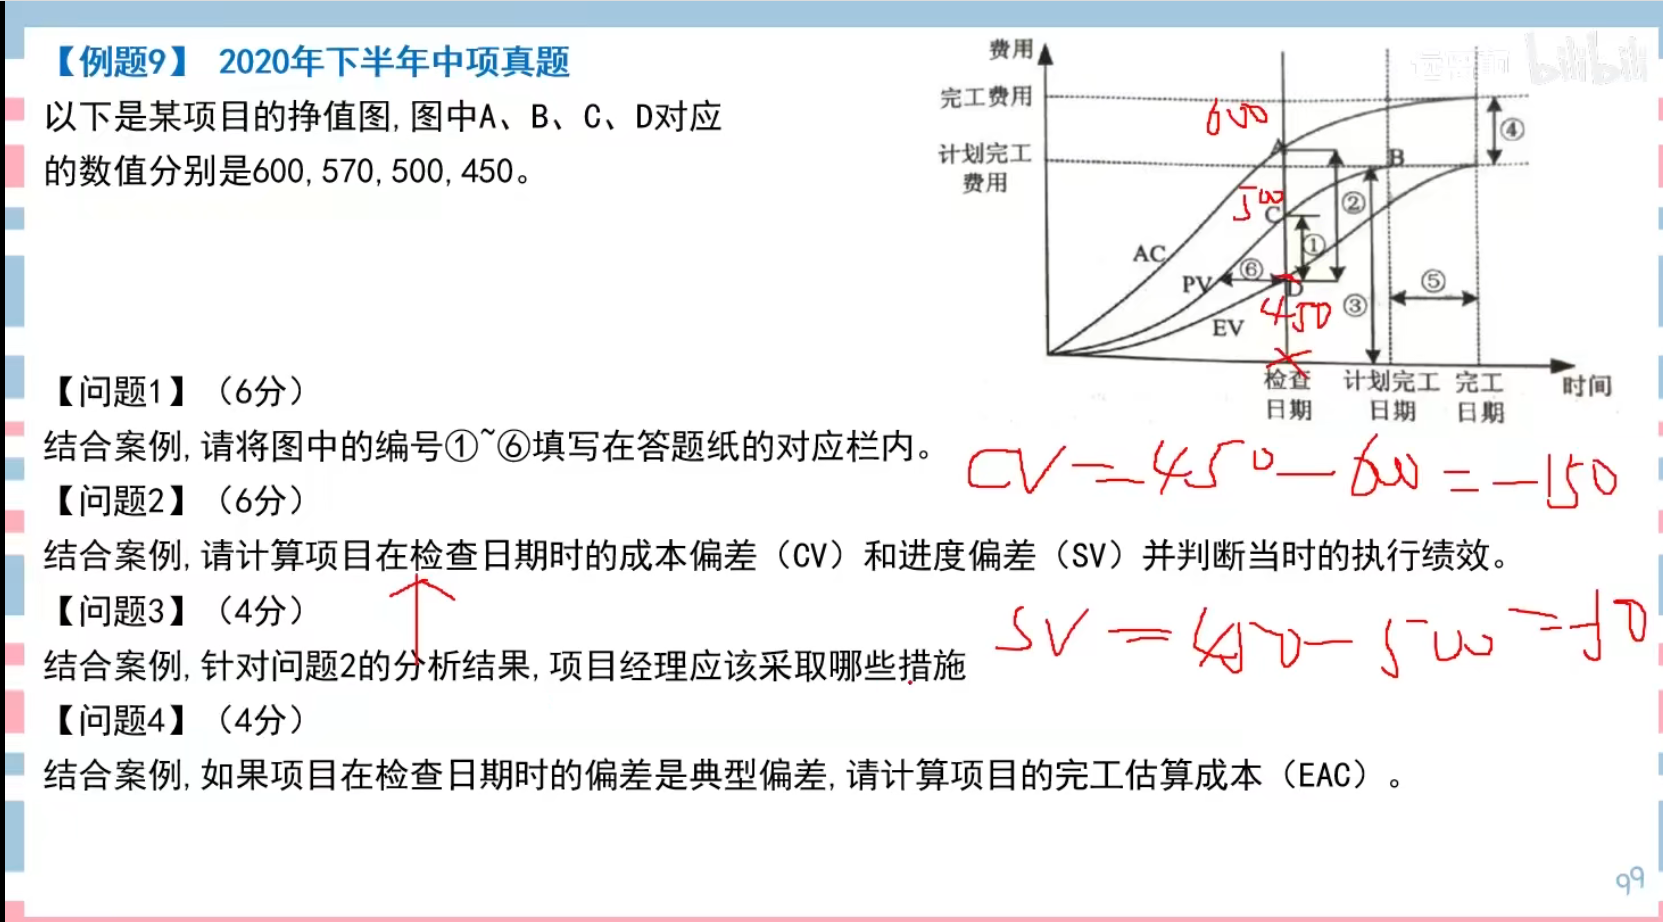 【例题9】 2020年下半年中项真题
以下是某项目的挣值图,图中A、B、C、D对应
的数值分别是600,570,500,450。
费用
完工费用
计划完工
费用
600
A
B
④
500
C
②
①
AC
⑥
PV
D
⑤
450
③
EV
检查
日期
计划完工
日期
完工
日期
时间
bilibili
【问题1】（6分）
结合案例,请将图中的编号①~⑥填写在答题纸的对应栏内。
CV=450-600=-150
【问题2】（6分）
结合案例,请计算项目在检查日期时的成本偏差（CV）和进度偏差（SV）并判断当时的执行绩效。
【问题3】（4分）
SV=450-500=-50
结合案例,针对问题2的分析结果,项目经理应该采取哪些措施
【问题4】（4分）
结合案例,如果项目在检查日期时的偏差是典型偏差,请计算项目的完工估算成本（EAC）。
99